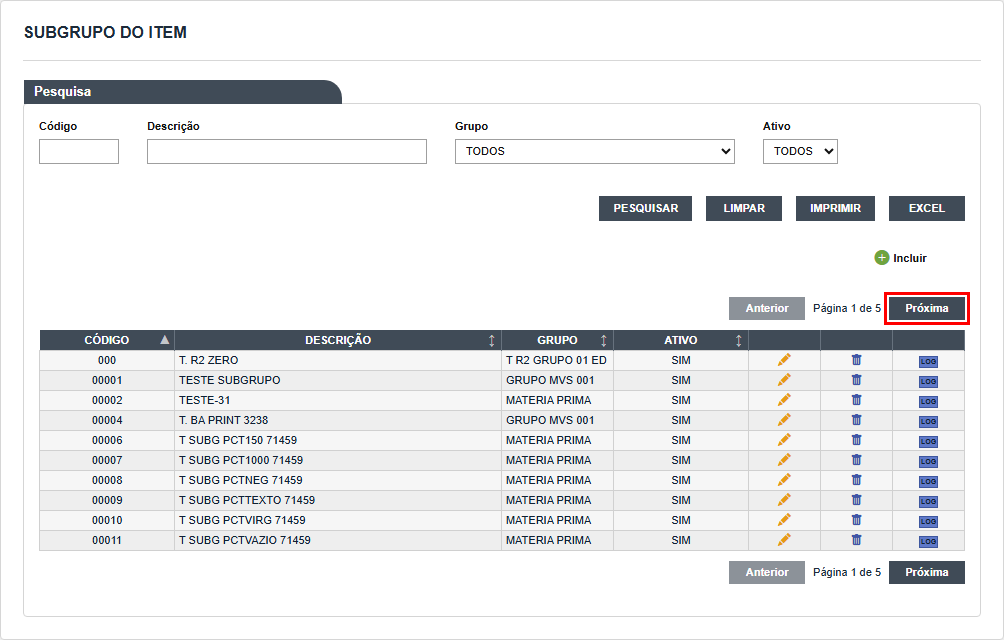 SUBGRUPO DO ITEM
Pesquisa
Código Descrição Grupo Ativo
TODOS TODOS
PESQUISAR LIMPAR IMPRIMIR EXCEL
Incluir
Anterior Página 1 de 5 Próxima
CÓDIGO DESCRIÇÃO GRUPO ATIVO
000 T. R2 ZERO T R2 GRUPO 01 ED SIM LOG
00001 TESTE SUBGRUPO GRUPO MVS 001 SIM LOG
00002 TESTE-31 MATERIA PRIMA SIM LOG
00004 T. BA PRINT 3238 GRUPO MVS 001 SIM LOG
00006 T SUBG PCT150 71459 MATERIA PRIMA SIM LOG
00007 T SUBG PCT1000 71459 MATERIA PRIMA SIM LOG
00008 T SUBG PCTNEG 71459 MATERIA PRIMA SIM LOG
00009 T SUBG PCTTEXTO 71459 MATERIA PRIMA SIM LOG
00010 T SUBG PCTVIRG 71459 MATERIA PRIMA SIM LOG
00011 T SUBG PCTVAZIO 71459 MATERIA PRIMA SIM LOG
Anterior Página 1 de 5 Próxima